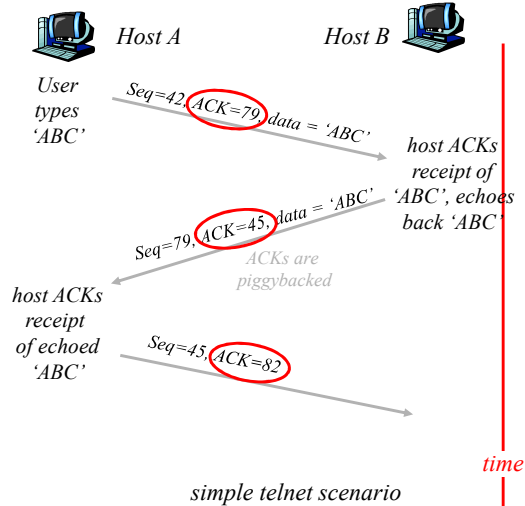 Host A
Host B
User
types
‘ABC’
Seq=42, ACK=79, data = ‘ABC’
host ACKs
receipt of
‘ABC’, echoes
back ‘ABC’
Seq=79, ACK=45, data = ‘ABC’
ACKs are
piggybacked
host ACKs
receipt
of echoed
‘ABC’
Seq=45, ACK=82
time
simple telnet scenario